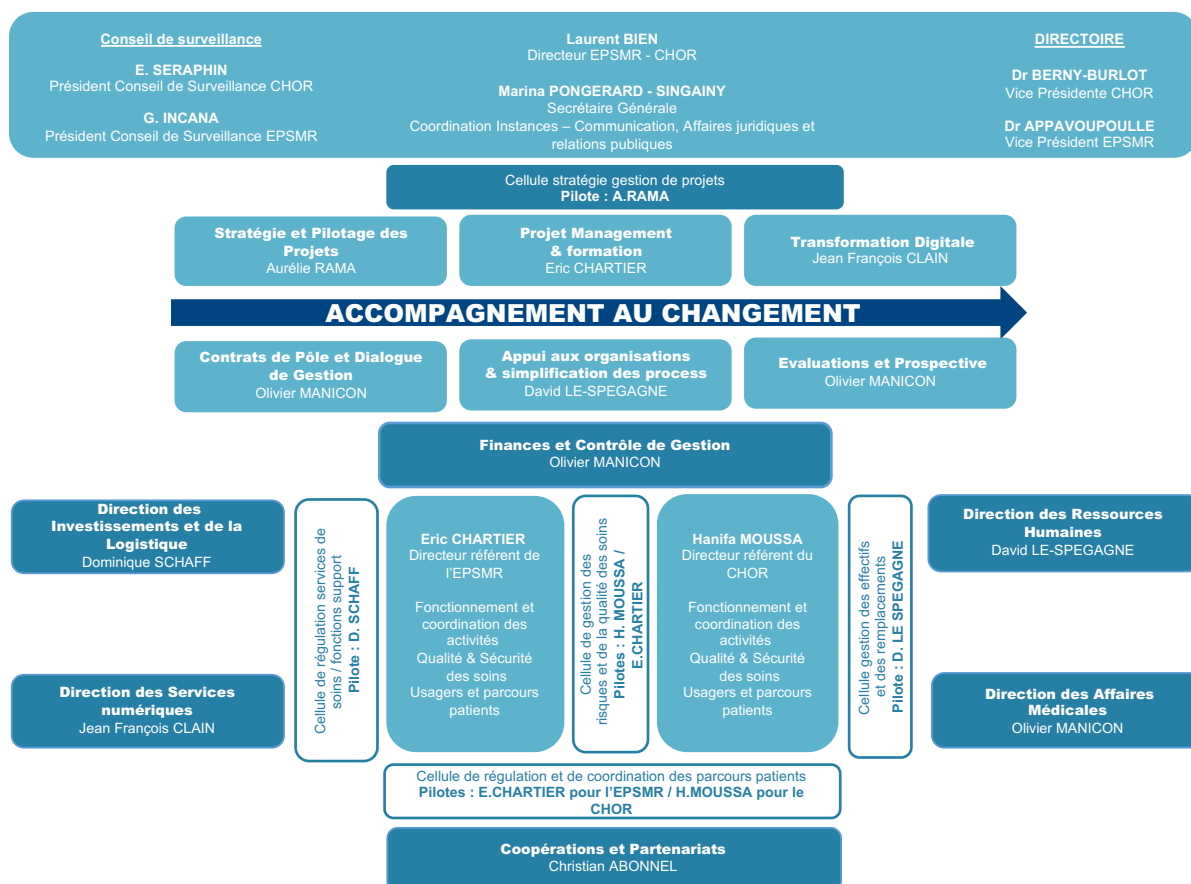 Conseil de surveillance
E. SERAPHIN
Président Conseil de Surveillance CHOR
G. INCANA
Président Conseil de Surveillance EPSMR
Laurent BIEN
Directeur EPSMR - CHOR
Marina PONGERARD - SINGAINY
Secrétaire Générale
Coordination Instances – Communication, Affaires juridiques et
relations publiques
DIRECTOIRE
Dr BERNY-BURLOT
Vice Présidente CHOR
Dr APPAVOUPOULLE
Vice Président EPSMR
Cellule stratégie gestion de projets
Pilote : A.RAMA
Stratégie et Pilotage des
Projets
Aurélie RAMA
Projet Management
& formation
Eric CHARTIER
Transformation Digitale
Jean François CLAIN
ACCOMPAGNEMENT AU CHANGEMENT
Contrats de Pôle et Dialogue
de Gestion
Olivier MANICON
Appui aux organisations
& simplification des process
David LE-SPEGAGNE
Evaluations et Prospective
Olivier MANICON
Finances et Contrôle de Gestion
Olivier MANICON
Direction des
Investissements et de la
Logistique
Dominique SCHAFF
Direction des Services
numériques
Jean François CLAIN
Cellule de régulation services de
soins / fonctions support
Pilote : D. SCHAFF
Eric CHARTIER
Directeur référent de
l'EPSMR
Fonctionnement et
coordination des
activités
Qualité & Sécurité
des soins
Usagers et parcours
patients
Cellule de gestion des
risques et de la qualité des soins
Pilotes : H. MOUSSA /
E.CHARTIER
Hanifa MOUSSA
Directeur référent du
CHOR
Fonctionnement et
coordination des
activités
Qualité & Sécurité
des soins
Usagers et parcours
patients
Cellule gestion des effectifs
et des remplacements
Pilote : D. LE SPEGAGNE
Direction des Ressources
Humaines
David LE-SPEGAGNE
Direction des Affaires
Médicales
Olivier MANICON
Cellule de régulation et de coordination des parcours patients
Pilotes : E.CHARTIER pour l'EPSMR / H.MOUSSA pour le
CHOR
Coopérations et Partenariats
Christian ABONNEL